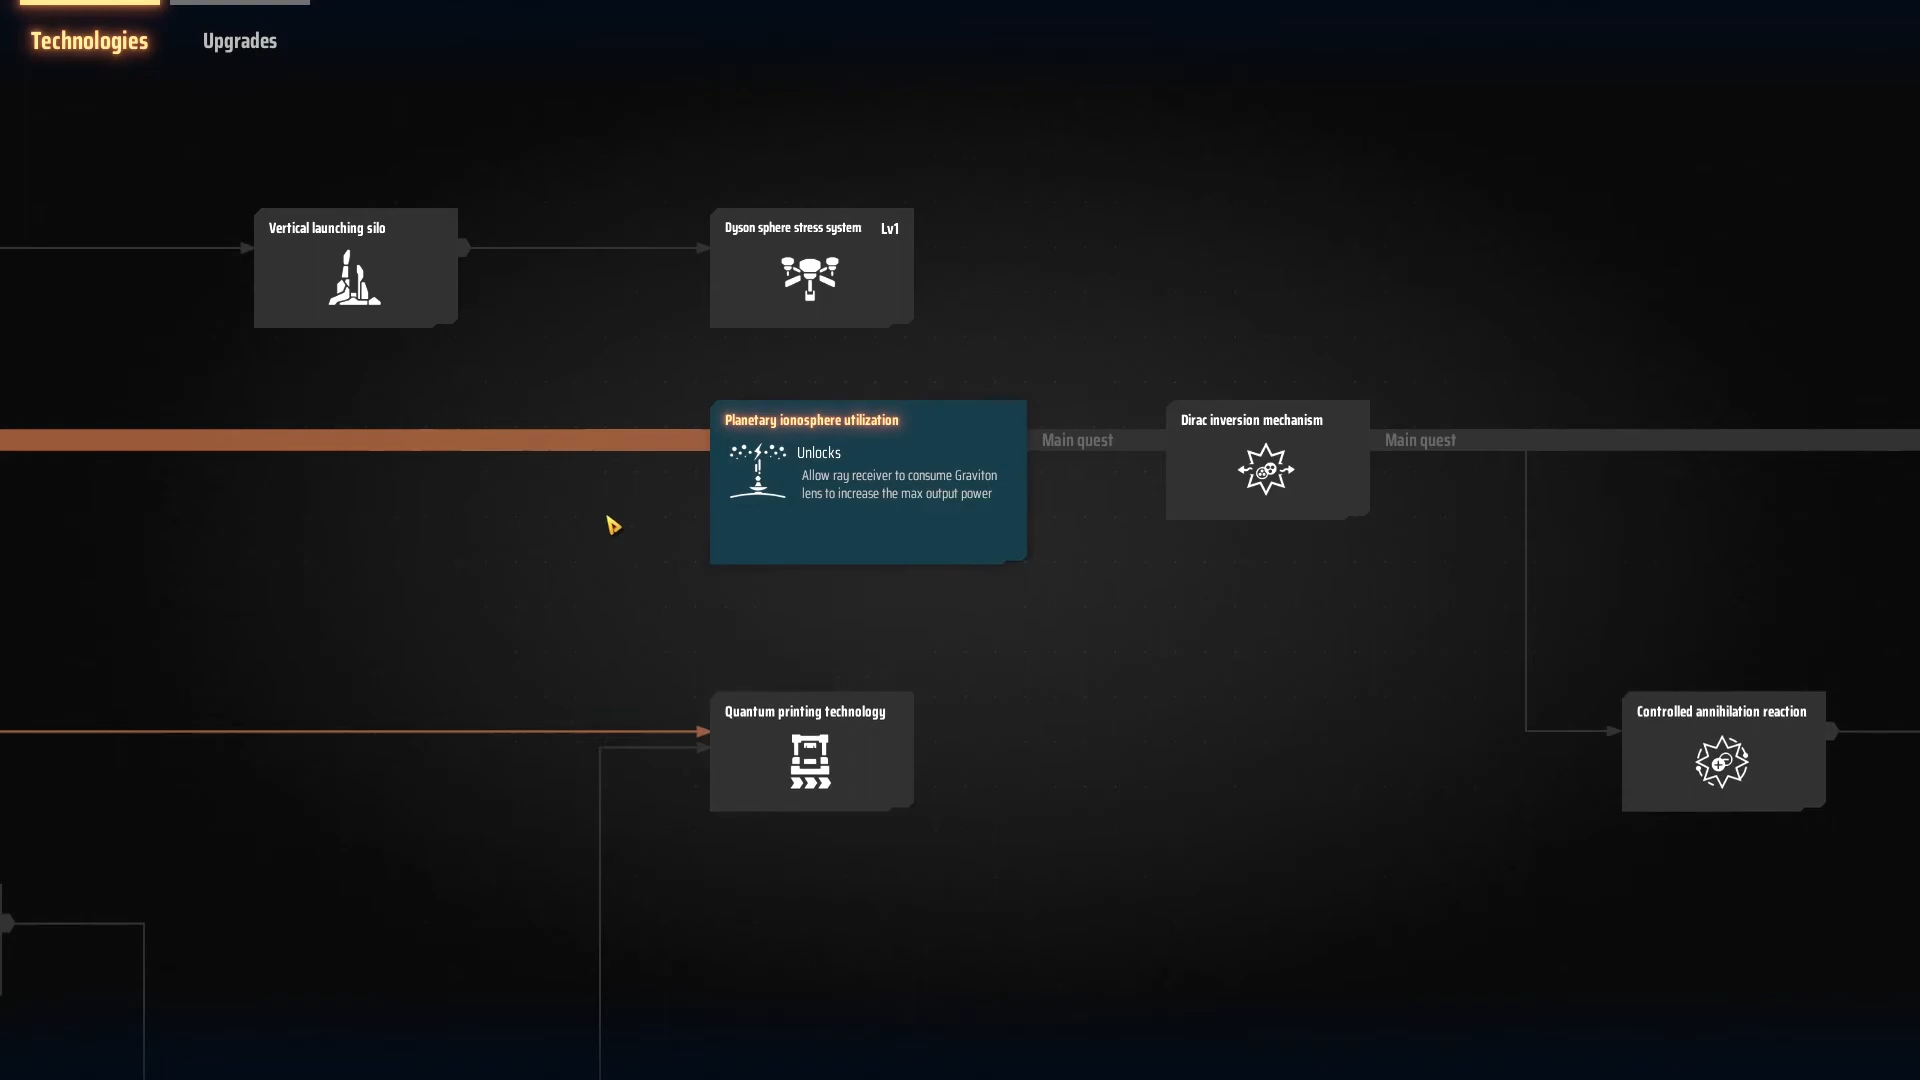 Technologies
Upgrades
Vertical launching silo
Dyson sphere stress system Lv1
Planetary ionosphere utilization
Unlocks
Allow ray receiver to consume Graviton
lens to increase the max output power
Main quest
Dirac inversion mechanism
Main quest
Quantum printing technology
Controlled annihilation reaction